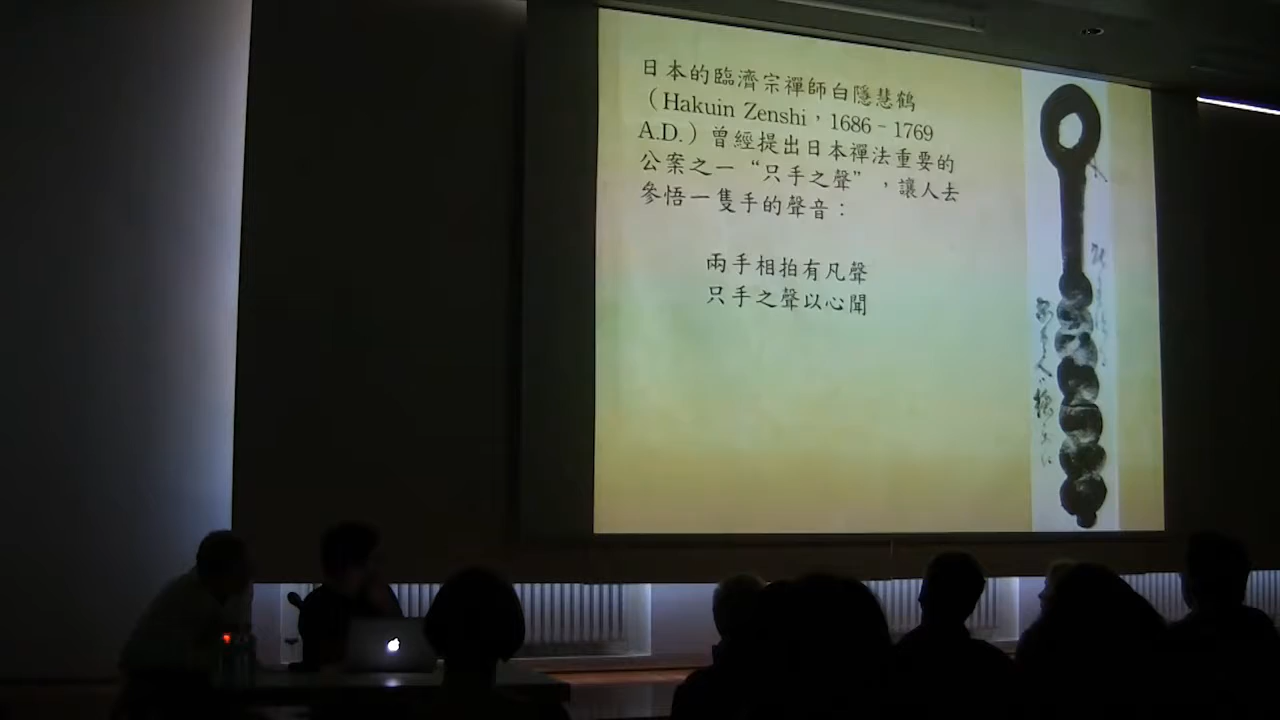 日本的臨濟宗禪師白隱慧鶴
（Hakuin Zenshi，1686－1769
A.D.）曾經提出日本禪法重要的
公案之一“只手之聲”，讓人去
參悟一隻手的聲音：
兩手相拍有凡聲
只手之聲以心聞